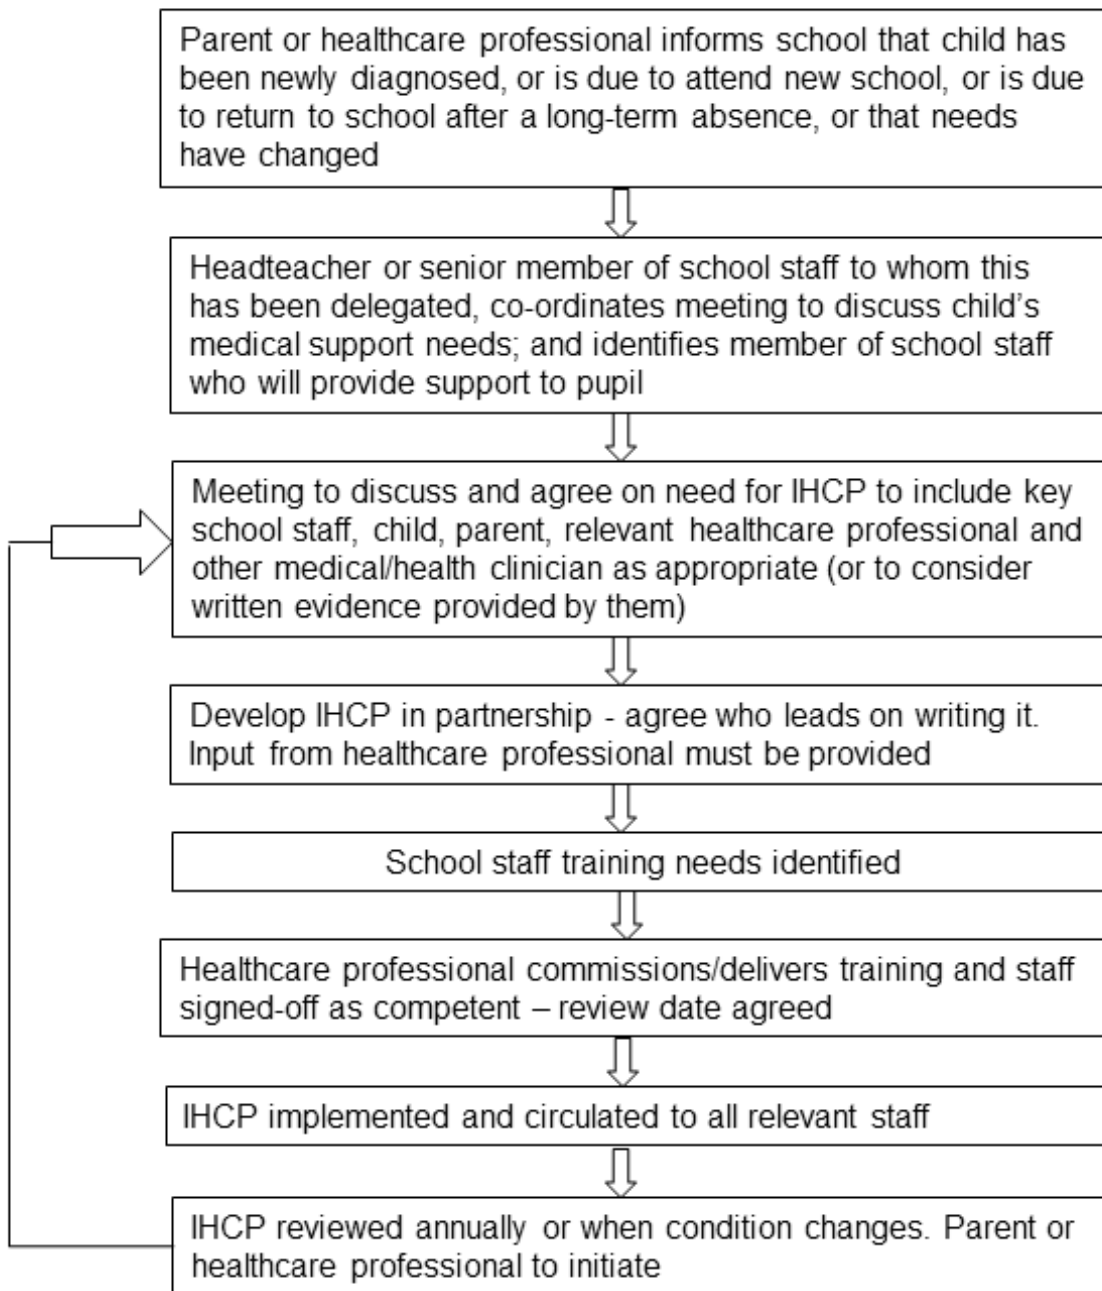 Parent or healthcare professional informs school that child has
been newly diagnosed, or is due to attend new school, or is due
to return to school after a long-term absence, or that needs
have changed
Headteacher or senior member of school staff to whom this
has been delegated, co-ordinates meeting to discuss child's
medical support needs; and identifies member of school staff
who will provide support to pupil
Meeting to discuss and agree on need for IHCP to include key
school staff, child, parent, relevant healthcare professional and
other medical/health clinician as appropriate (or to consider
written evidence provided by them)
Develop IHCP in partnership - agree who leads on writing it.
Input from healthcare professional must be provided
School staff training needs identified
Healthcare professional commissions/delivers training and staff
signed-off as competent – review date agreed
IHCP implemented and circulated to all relevant staff
IHCP reviewed annually or when condition changes. Parent or
healthcare professional to initiate